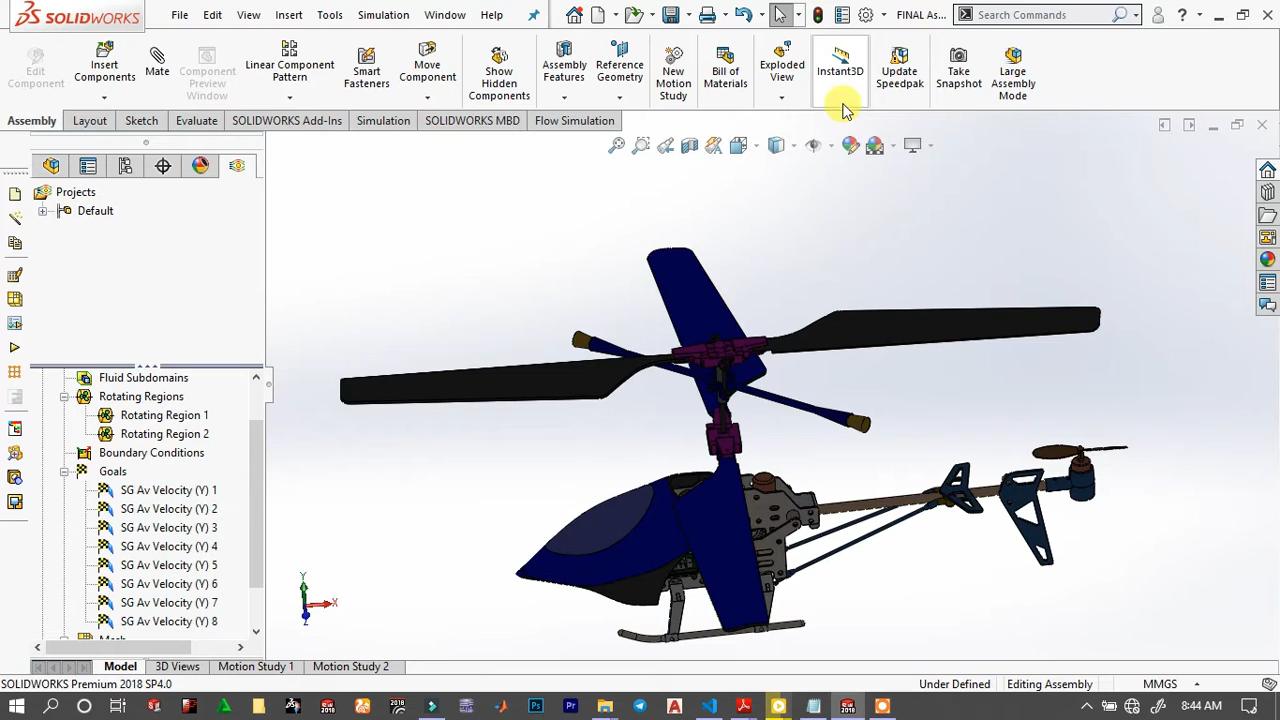 SOLIDWORKS File Edit View Insert Tools Simulation Window Help FINAL As... Search Commands ?
Edit Component
Insert Components
Mate
Component Preview Window
Linear Component Pattern
Smart Fasteners
Move Component
Show Hidden Components
Assembly Features
Reference Geometry
New Motion Study
Bill of Materials
Exploded View
Instant3D
Update Speedpak
Take Snapshot
Large Assembly Mode
Assembly Layout Sketch Evaluate SOLIDWORKS Add-Ins Simulation SOLIDWORKS MBD Flow Simulation
Projects
Default
Fluid Subdomains
Rotating Regions
Rotating Region 1
Rotating Region 2
Boundary Conditions
Goals
SG Av Velocity (Y) 1
SG Av Velocity (Y) 2
SG Av Velocity (Y) 3
SG Av Velocity (Y) 4
SG Av Velocity (Y) 5
SG Av Velocity (Y) 6
SG Av Velocity (Y) 7
SG Av Velocity (Y) 8
Y
X
Z
Model 3D Views Motion Study 1 Motion Study 2
SOLIDWORKS Premium 2018 SP4.0 Under Defined Editing Assembly MMGS
Ps Pr 8:44 AM